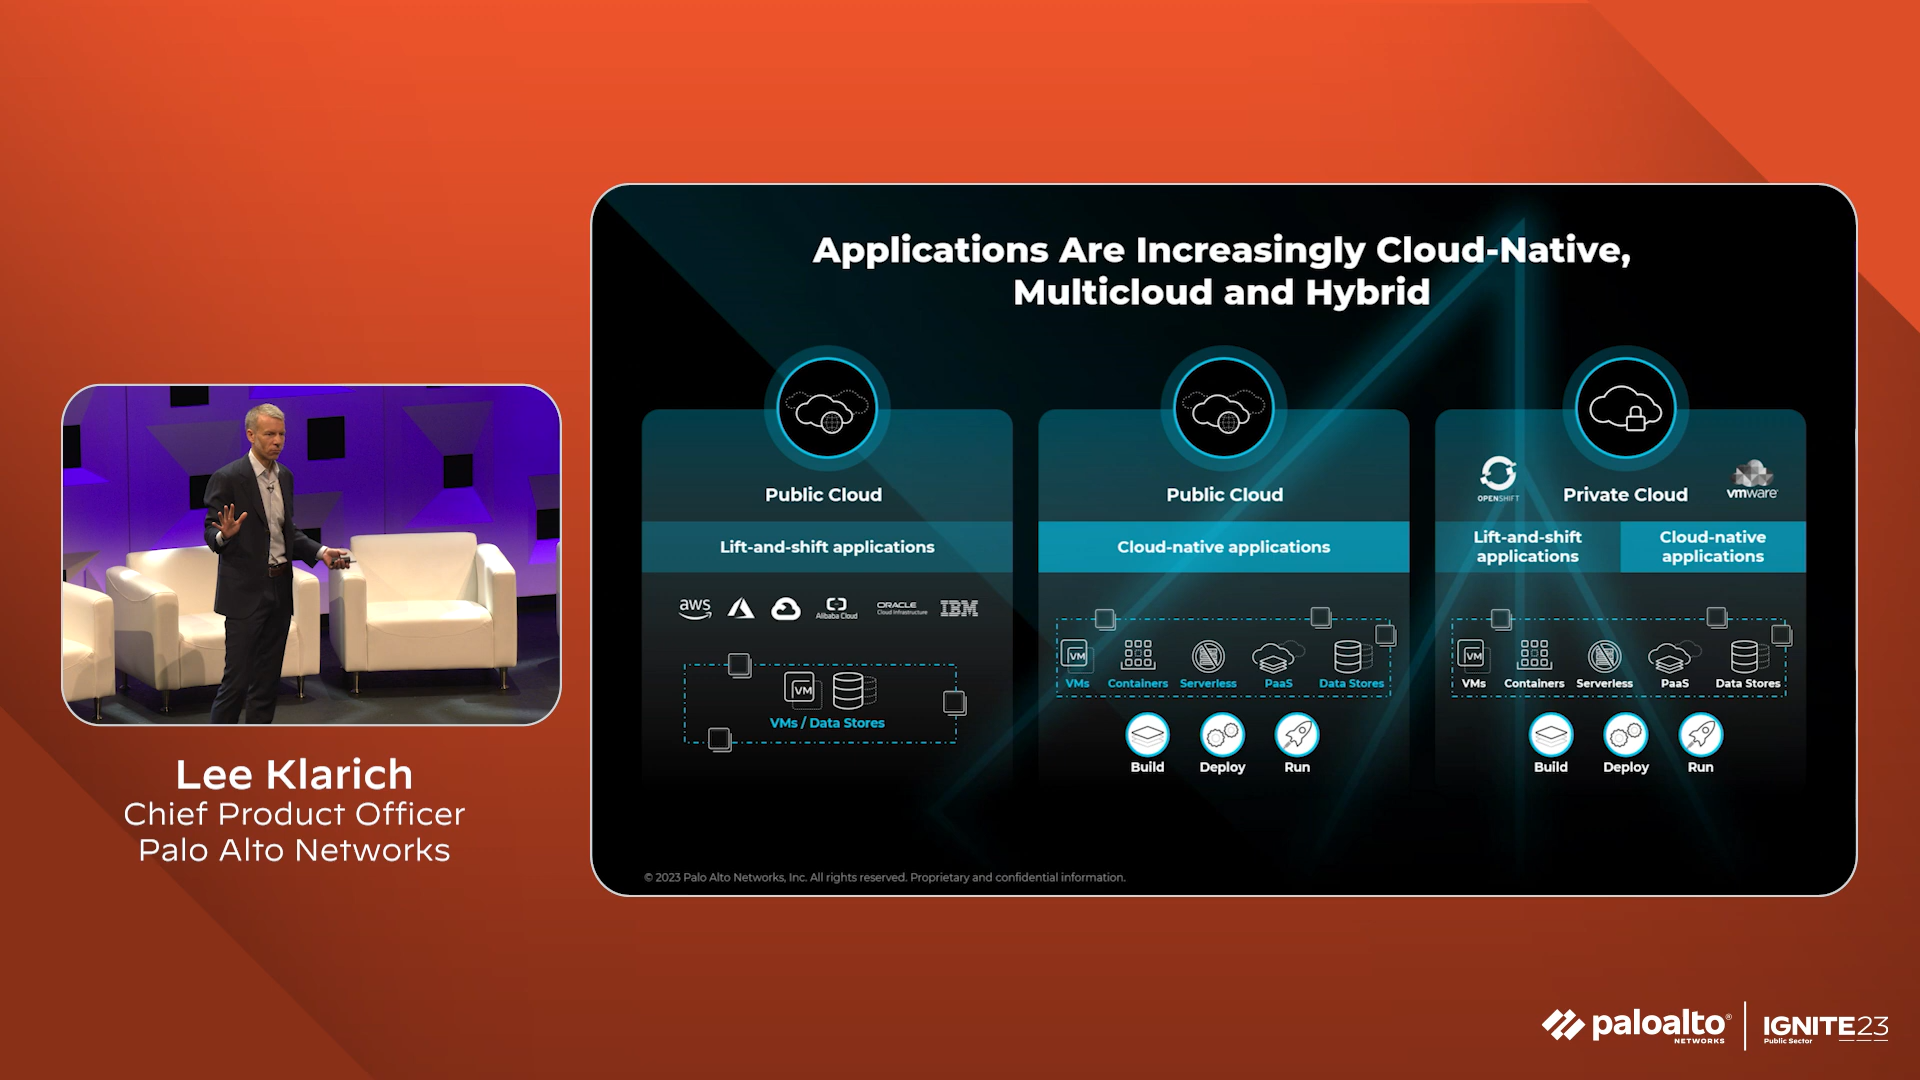 Applications Are Increasingly Cloud-Native,
Multicloud and Hybrid
Public Cloud
Lift-and-shift applications
aws
Alibaba Cloud
ORACLE
Cloud Infrastructure
IBM
VM
VMs / Data Stores
Public Cloud
Cloud-native applications
VM
VMs Containers Serverless PaaS Data Stores
Build Deploy Run
OPENSHIFT
Private Cloud
vmware
Lift-and-shift
applications
Cloud-native
applications
VM
VMs Containers Serverless PaaS Data Stores
Build Deploy Run
© 2023 Palo Alto Networks, Inc. All rights reserved. Proprietary and confidential information.
Lee Klarich
Chief Product Officer
Palo Alto Networks
paloalto®
NETWORKS
IGNITE23
Public Sector